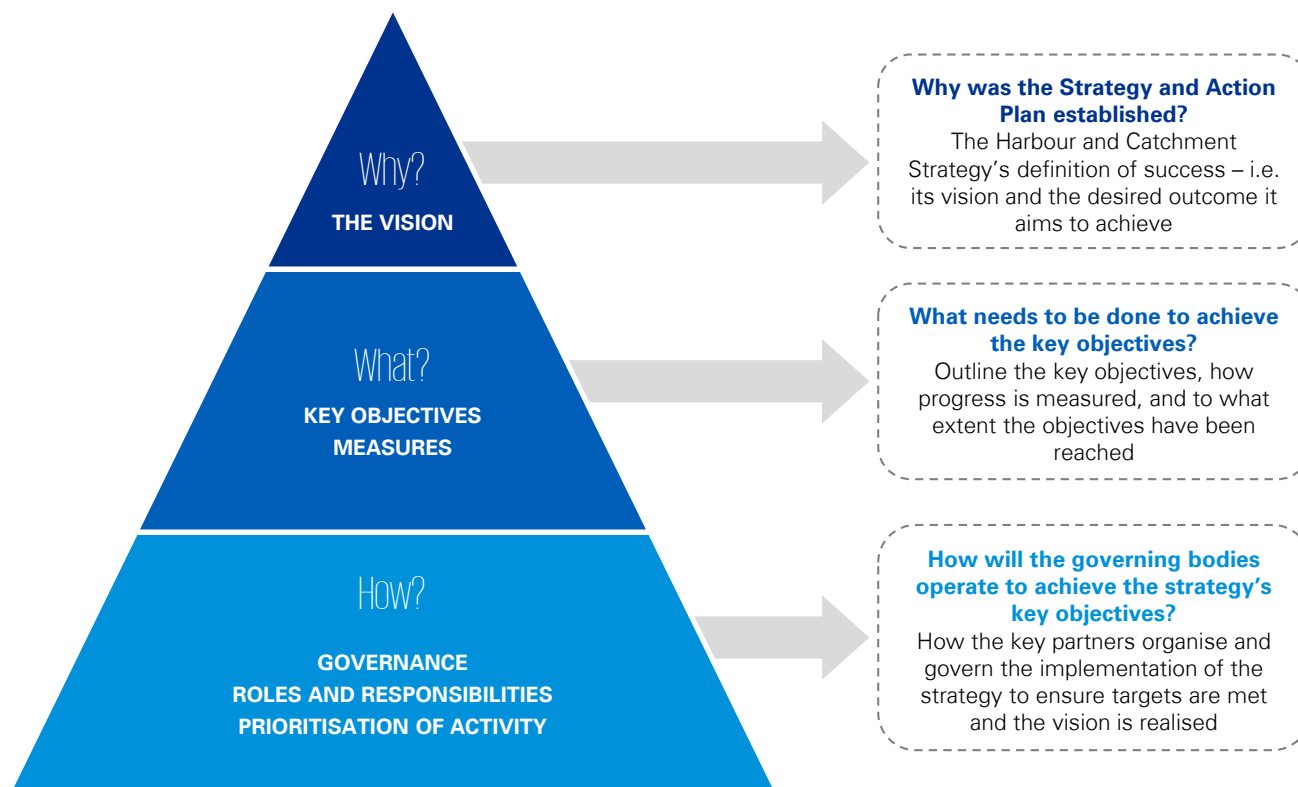 Why?
THE VISION
Why was the Strategy and Action
Plan established?
The Harbour and Catchment
Strategy’s definition of success – i.e.
its vision and the desired outcome it
aims to achieve
What?
KEY OBJECTIVES
MEASURES
What needs to be done to achieve
the key objectives?
Outline the key objectives, how
progress is measured, and to what
extent the objectives have been
reached
How?
GOVERNANCE
ROLES AND RESPONSIBILITIES
PRIORITISATION OF ACTIVITY
How will the governing bodies
operate to achieve the strategy’s
key objectives?
How the key partners organise and
govern the implementation of the
strategy to ensure targets are met
and the vision is realised